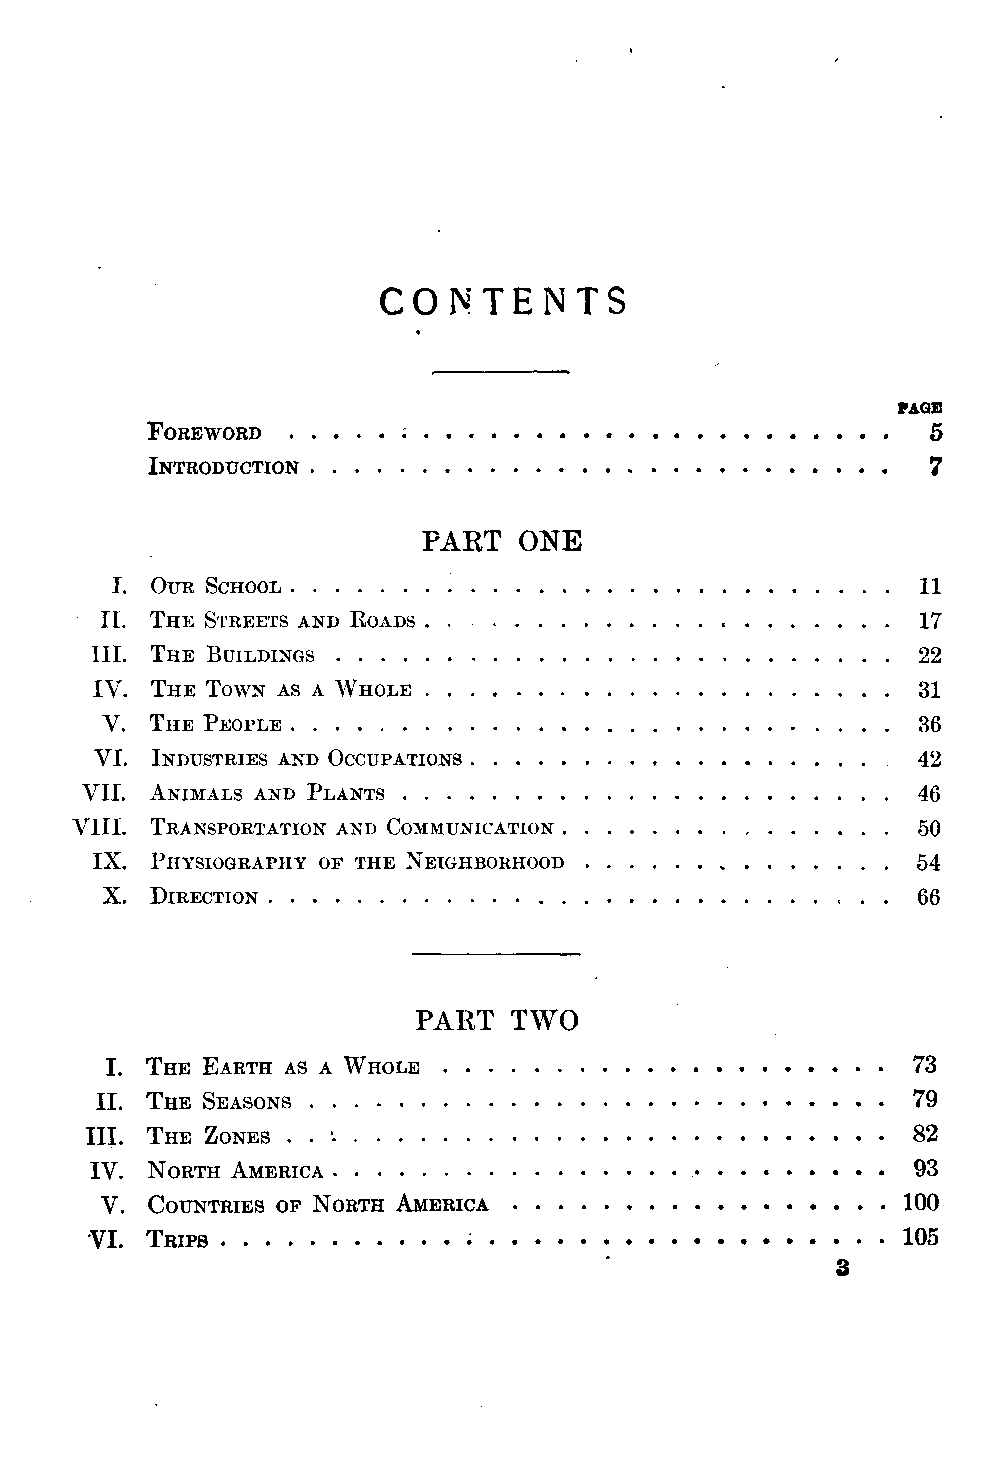 CONTENTS
PAGE
FOREWORD . . . . . . . . . . . . . . . . . . . . . . . . . . . 5
INTRODUCTION . . . . . . . . . . . . . . . . . . . . . . . . . . 7
PART ONE
I. OUR SCHOOL . . . . . . . . . . . . . . . . . . . . . . . . . . . 11
II. THE STREETS AND ROADS . . . . . . . . . . . . . . . . . . . . . 17
III. THE BUILDINGS . . . . . . . . . . . . . . . . . . . . . . . . . 22
IV. THE TOWN AS A WHOLE . . . . . . . . . . . . . . . . . . . . . 31
V. THE PEOPLE . . . . . . . . . . . . . . . . . . . . . . . . . . . 36
VI. INDUSTRIES AND OCCUPATIONS . . . . . . . . . . . . . . . . . . . 42
VII. ANIMALS AND PLANTS . . . . . . . . . . . . . . . . . . . . . . 46
VIII. TRANSPORTATION AND COMMUNICATION . . . . . . . . . . . . . . . 50
IX. PHYSIOGRAPHY OF THE NEIGHBORHOOD . . . . . . . . . . . . . . 54
X. DIRECTION . . . . . . . . . . . . . . . . . . . . . . . . . . . . 66
PART TWO
I. THE EARTH AS A WHOLE . . . . . . . . . . . . . . . . . . . . 73
II. THE SEASONS . . . . . . . . . . . . . . . . . . . . . . . . . . 79
III. THE ZONES . . . . . . . . . . . . . . . . . . . . . . . . . . . 82
IV. NORTH AMERICA . . . . . . . . . . . . . . . . . . . . . . . . . 93
V. COUNTRIES OF NORTH AMERICA . . . . . . . . . . . . . . . . . 100
VI. TRIPS . . . . . . . . . . . . . . . . . . . . . . . . . . . . . . 105
3